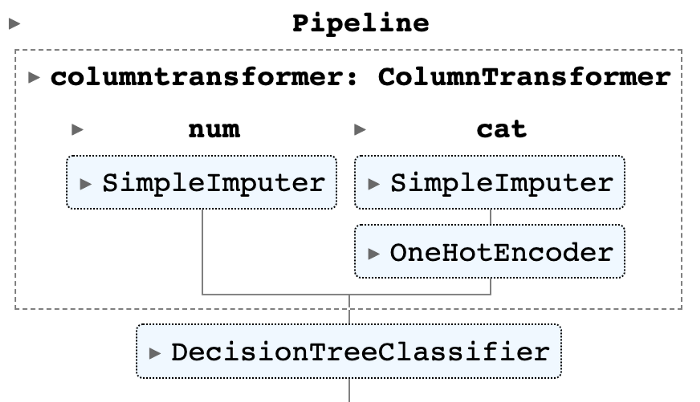 Pipeline
columntransformer: ColumnTransformer
num cat
SimpleImputer SimpleImputer
OneHotEncoder
DecisionTreeClassifier